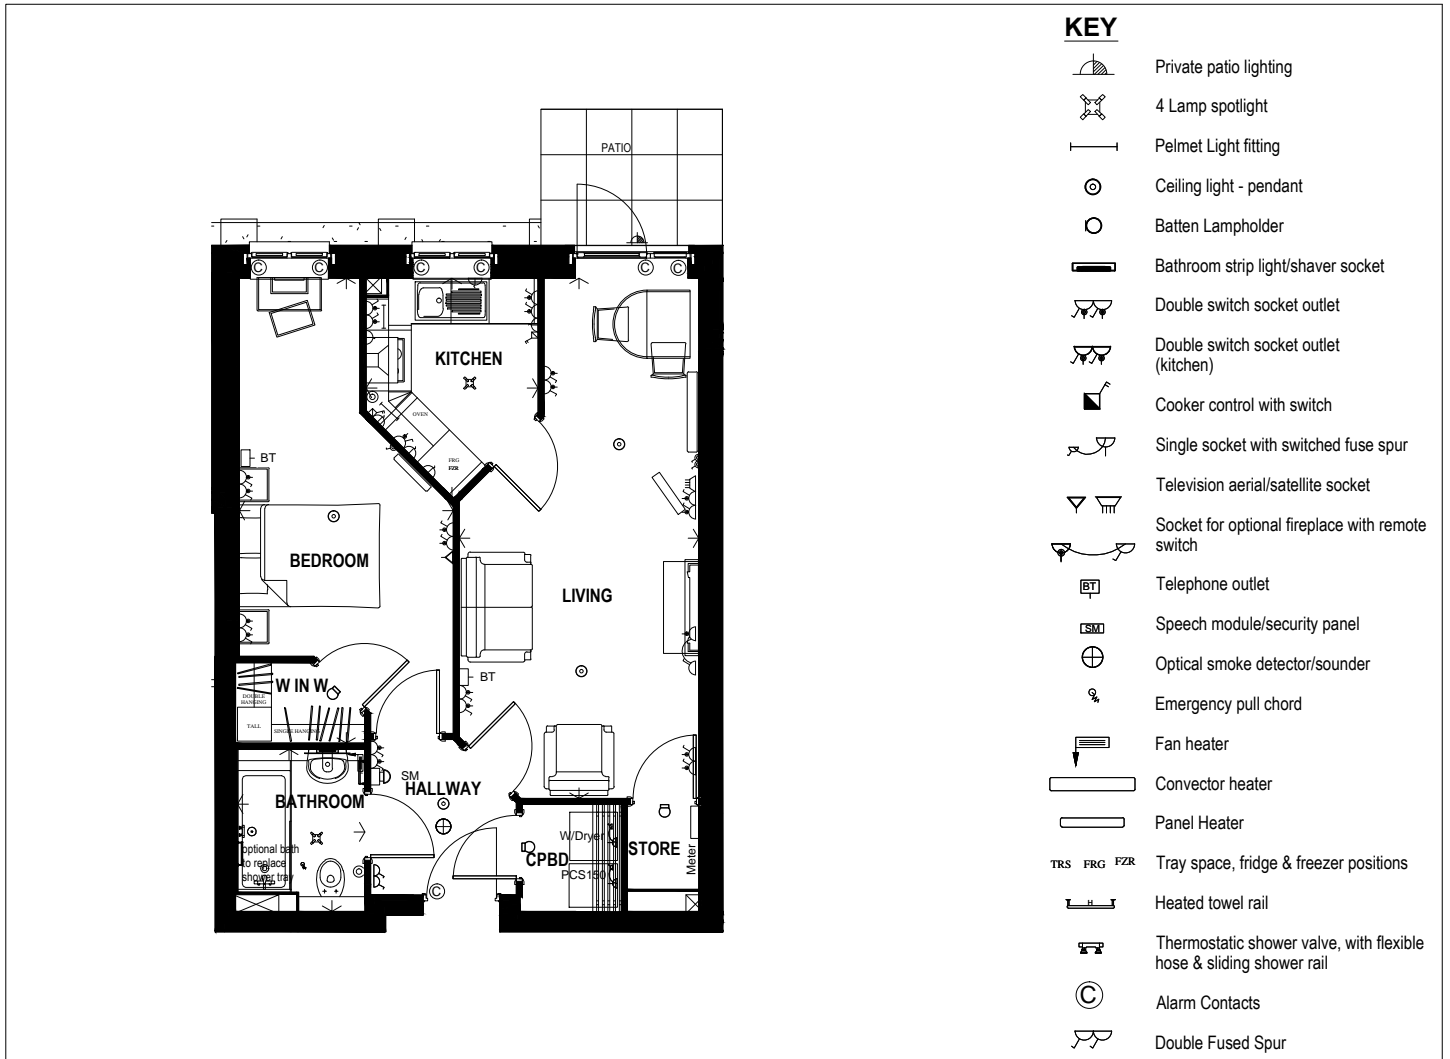 KEY
Private patio lighting
4 Lamp spotlight
Pelmet Light fitting
Ceiling light - pendant
Batten Lampholder
Bathroom strip light/shaver socket
Double switch socket outlet
Double switch socket outlet
(kitchen)
Cooker control with switch
Single socket with switched fuse spur
Television aerial/satellite socket
Socket for optional fireplace with remote
switch
BT
Telephone outlet
SM
Speech module/security panel
Optical smoke detector/sounder
Emergency pull chord
Fan heater
Convector heater
Panel Heater
TRS FRG FZR
Tray space, fridge & freezer positions
H
Heated towel rail
Thermostatic shower valve, with flexible
hose & sliding shower rail
C
Alarm Contacts
Double Fused Spur
PATIO
C C C C C C
KITCHEN
OVEN
FRG
FZR
BT
BEDROOM
LIVING
BT
W IN W
DOUBLE
HANGING
TALL
SINGLE HANGING
SM
HALLWAY
BATHROOM
optional bath
to replace
shower tray
C
W/Dryer
CPBD
PCS150
STORE
Meter